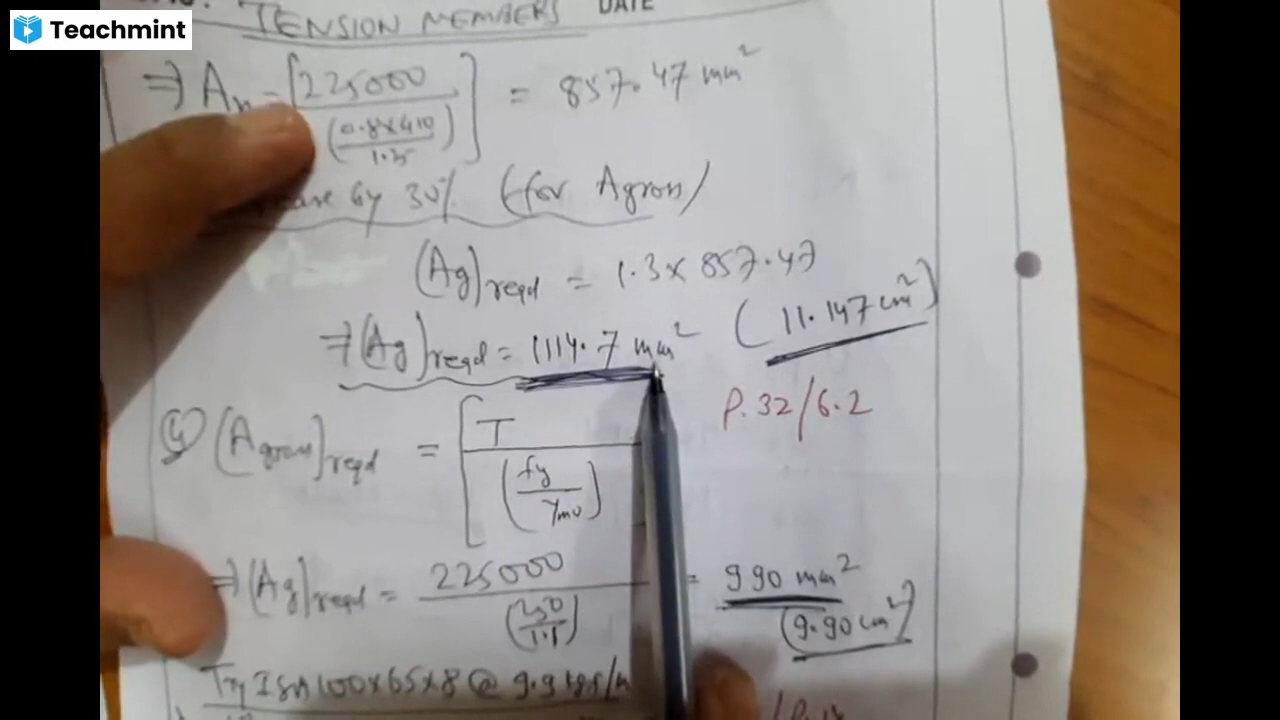 Teachmint
TENSION MEMBERS DATE
⇒ An = [225000 / (0.8×410 / 1.25)] = 857.47 mm²
by 30% (for Agross)
(Ag)reqd = 1.3 × 857.47
⇒ (Ag)reqd = 1114.7 mm² (11.147 cm²)
P.32/6.2
(4) (Agross)reqd = [T / (fy / γmo)
⇒ (Ag)reqd = 225000 / (250 / 1.1) = 990 mm²
(9.90 cm²)
Try ISA 100×65×8 @ 9.9 kgs/m